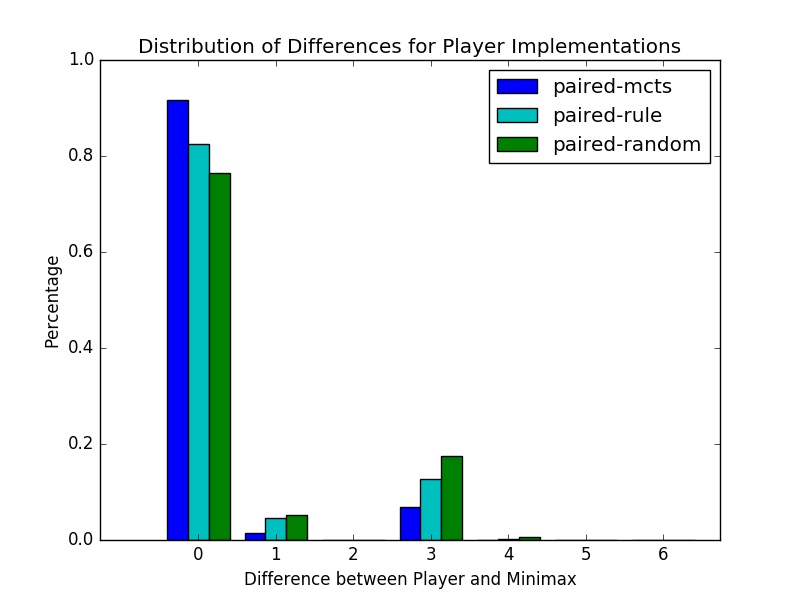 Distribution of Differences for Player Implementations
1.0
0.8
0.6
0.4
0.2
0.0
Percentage
paired-mcts
paired-rule
paired-random
0 1 2 3 4 5 6
Difference between Player and Minimax